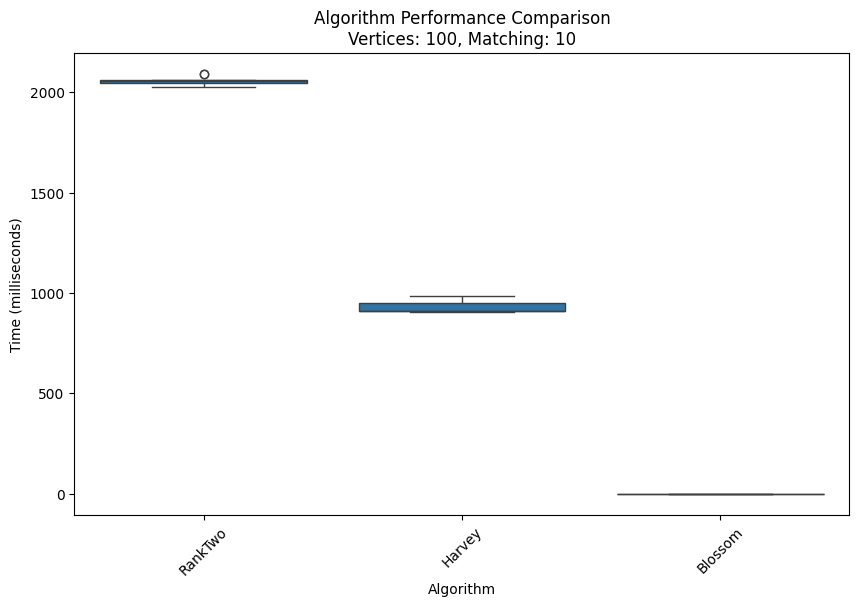 Algorithm Performance Comparison
Vertices: 100, Matching: 10
Time (milliseconds)
2000
1500
1000
500
0
RankTwo
Harvey
Blossom
Algorithm